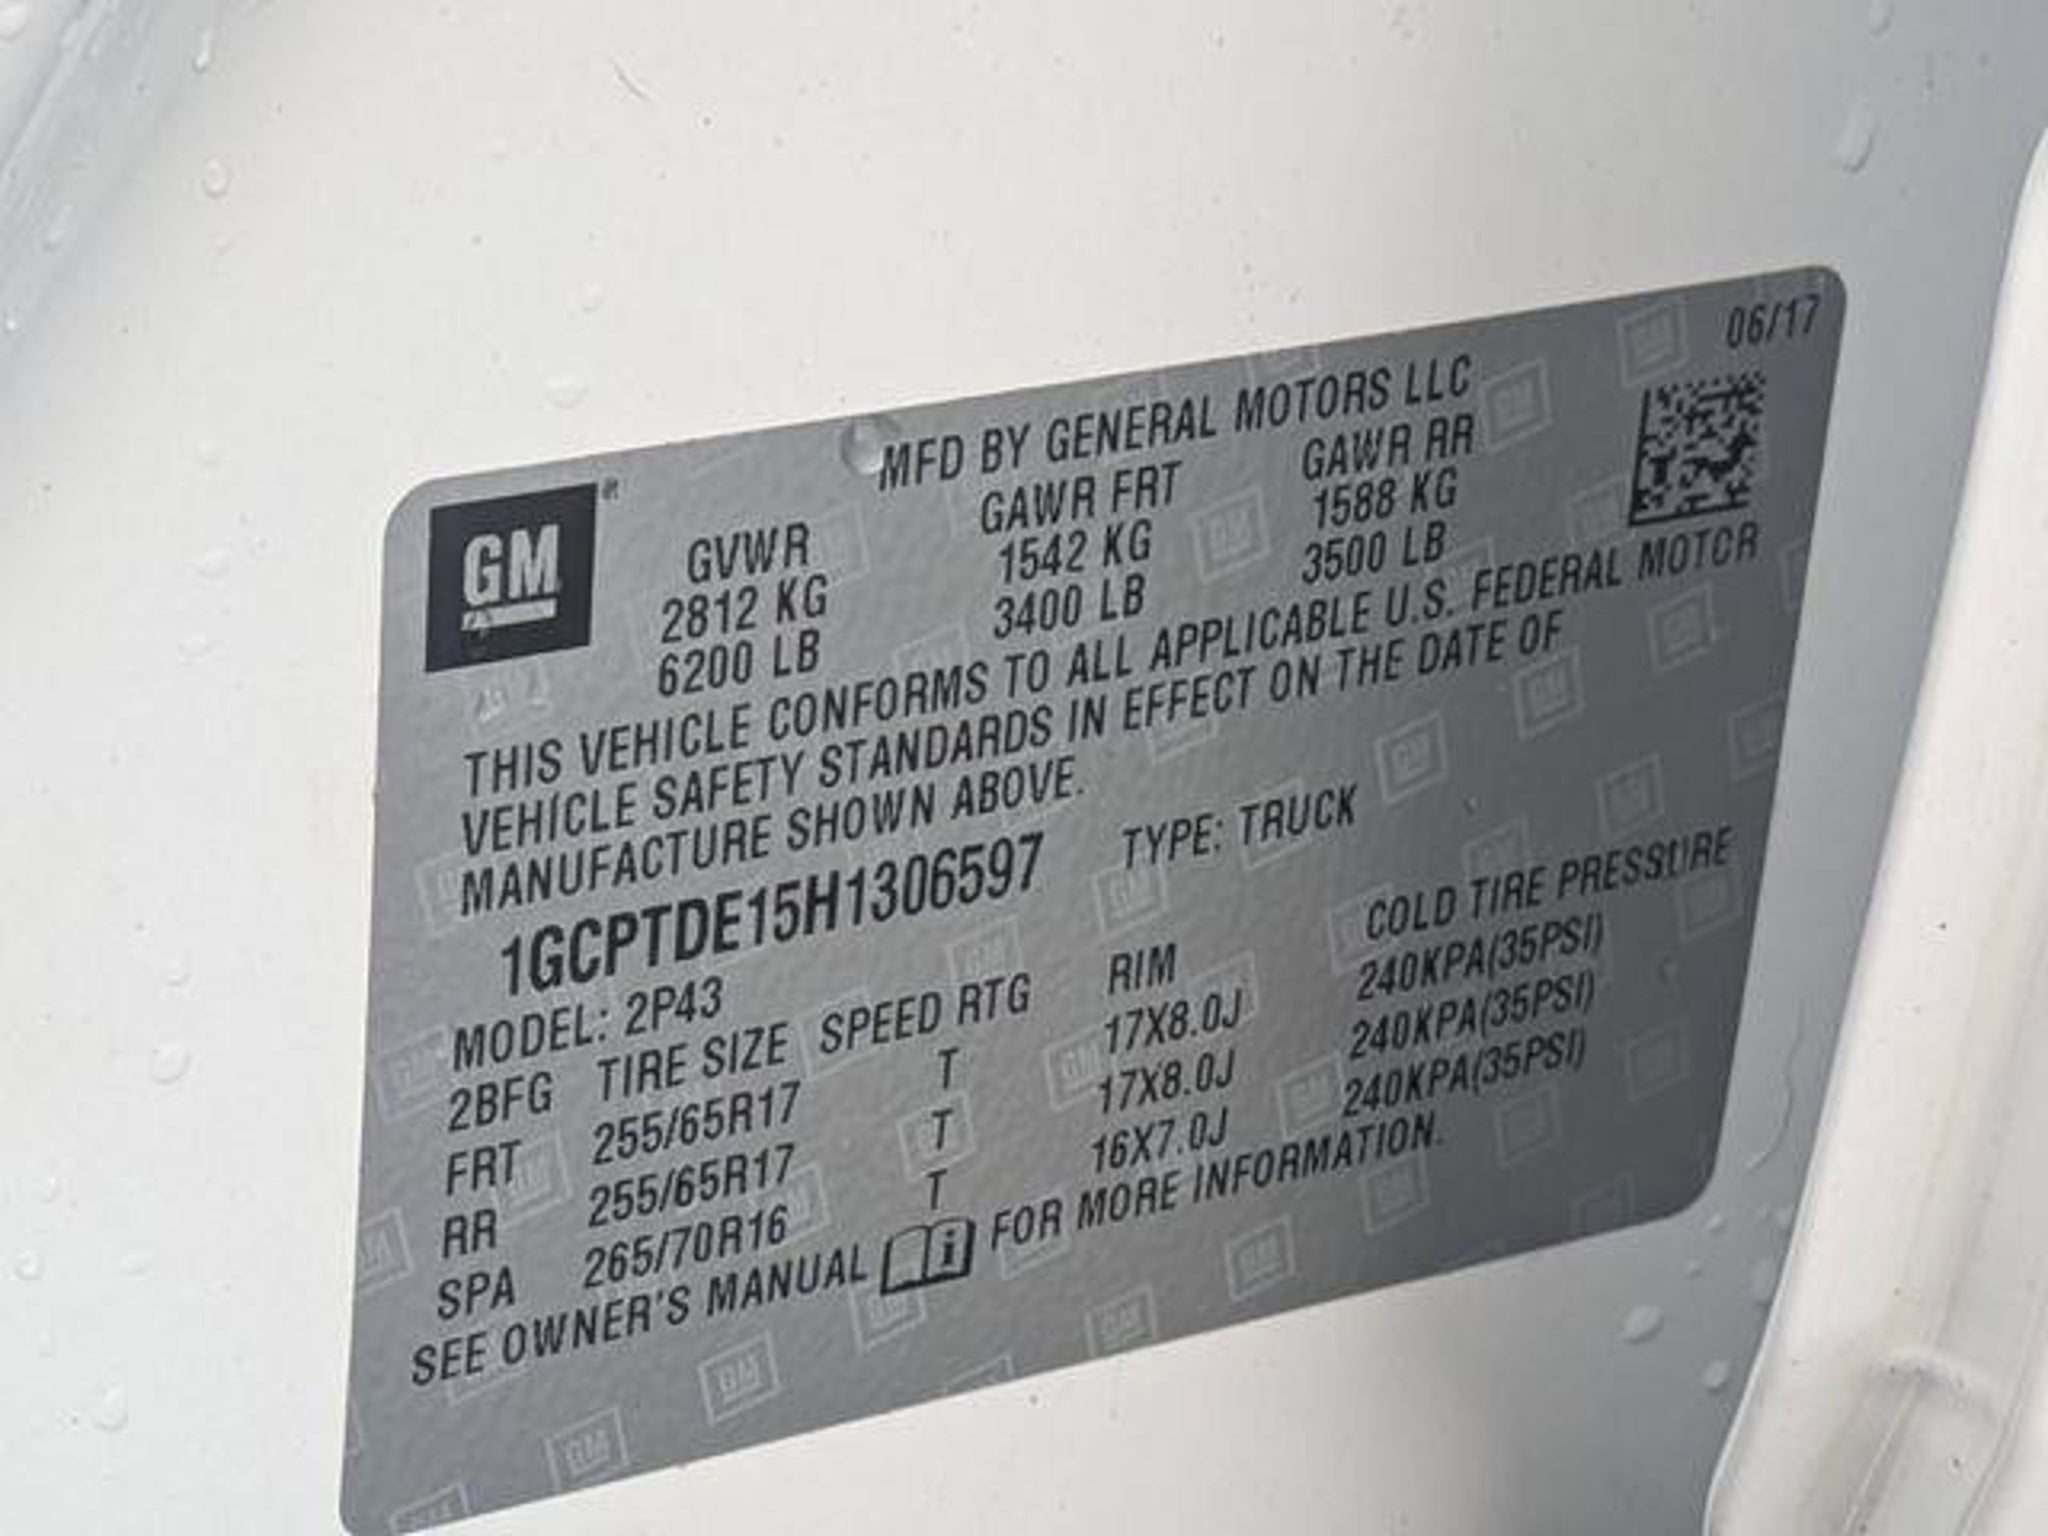 06/17
MFD BY GENERAL MOTORS LLC
GM
GVWR GAWR FRT GAWR RR
2812 KG 1542 KG 1588 KG
6200 LB 3400 LB 3500 LB
THIS VEHICLE CONFORMS TO ALL APPLICABLE U.S. FEDERAL MOTOR
VEHICLE SAFETY STANDARDS IN EFFECT ON THE DATE OF
MANUFACTURE SHOWN ABOVE.
1GCPTDE15H1306597 TYPE: TRUCK
MODEL: 2P43
2BFG TIRE SIZE SPEED RTG RIM COLD TIRE PRESSURE
FRT 255/65R17 T 17X8.0J 240KPA(35PSI)
RR 255/65R17 T 17X8.0J 240KPA(35PSI)
SPA 265/70R16 T 16X7.0J 240KPA(35PSI)
SEE OWNER'S MANUAL FOR MORE INFORMATION.